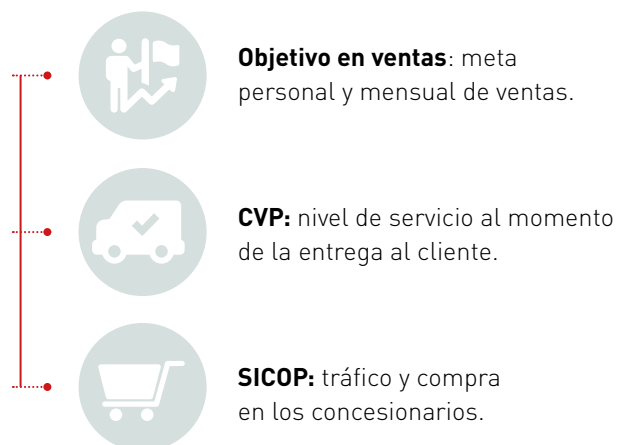 Objetivo en ventas: meta
personal y mensual de ventas.
CVP: nivel de servicio al momento
de la entrega al cliente.
SICOP: tráfico y compra
en los concesionarios.